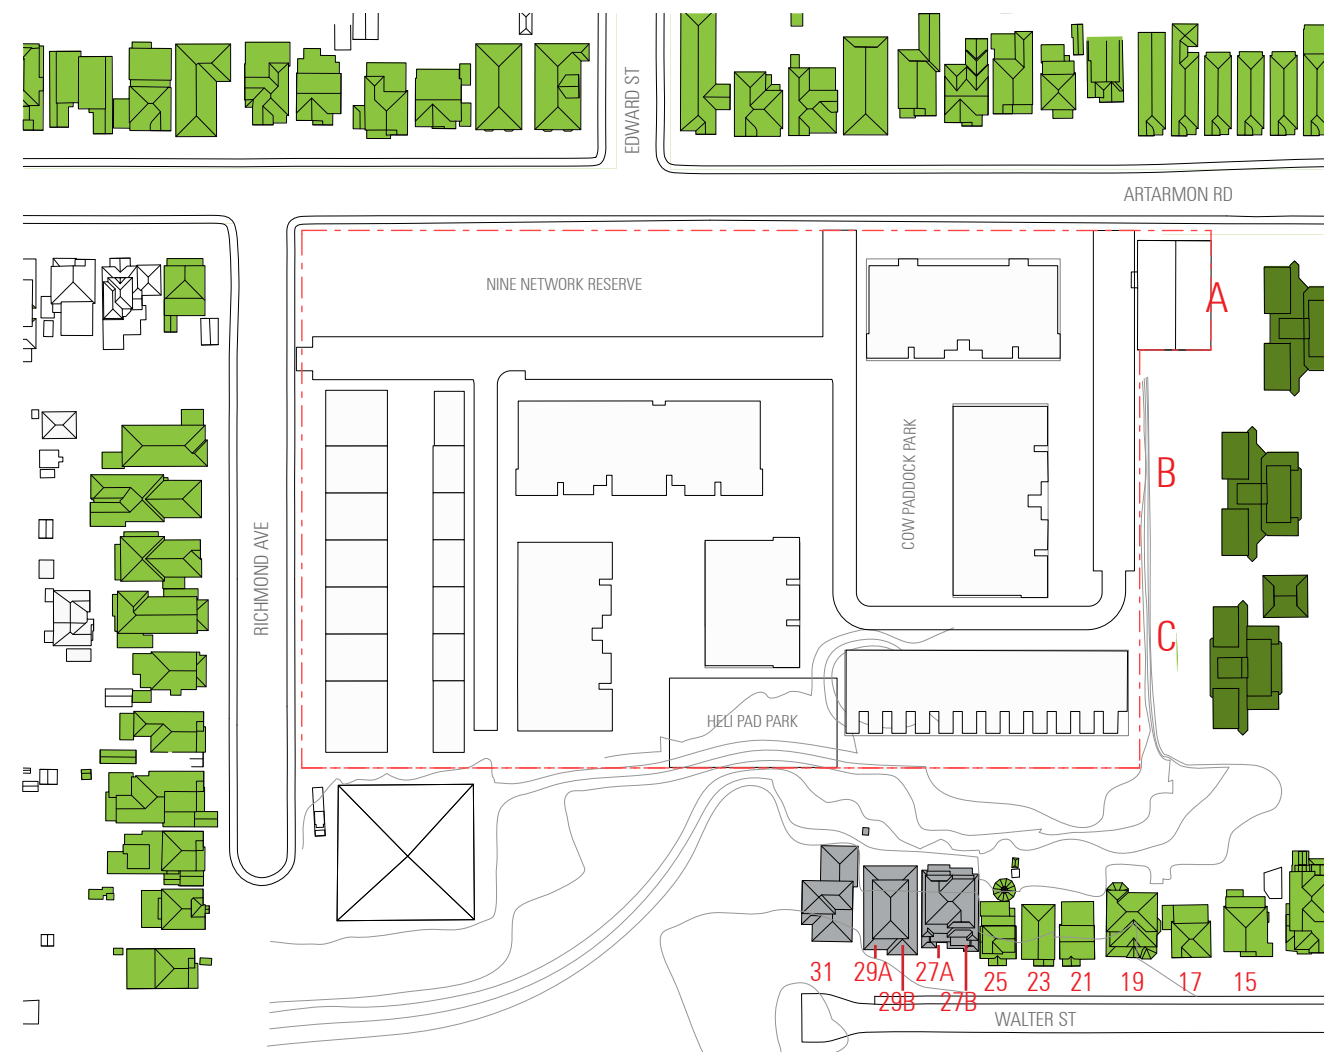 EDWARD ST
ARTARMON RD
NINE NETWORK RESERVE
A
COW PADDOCK PARK
B
RICHMOND AVE
C
HELI PAD PARK
31 29A 27A 25 23 21 19 17 15
29B 27B
WALTER ST